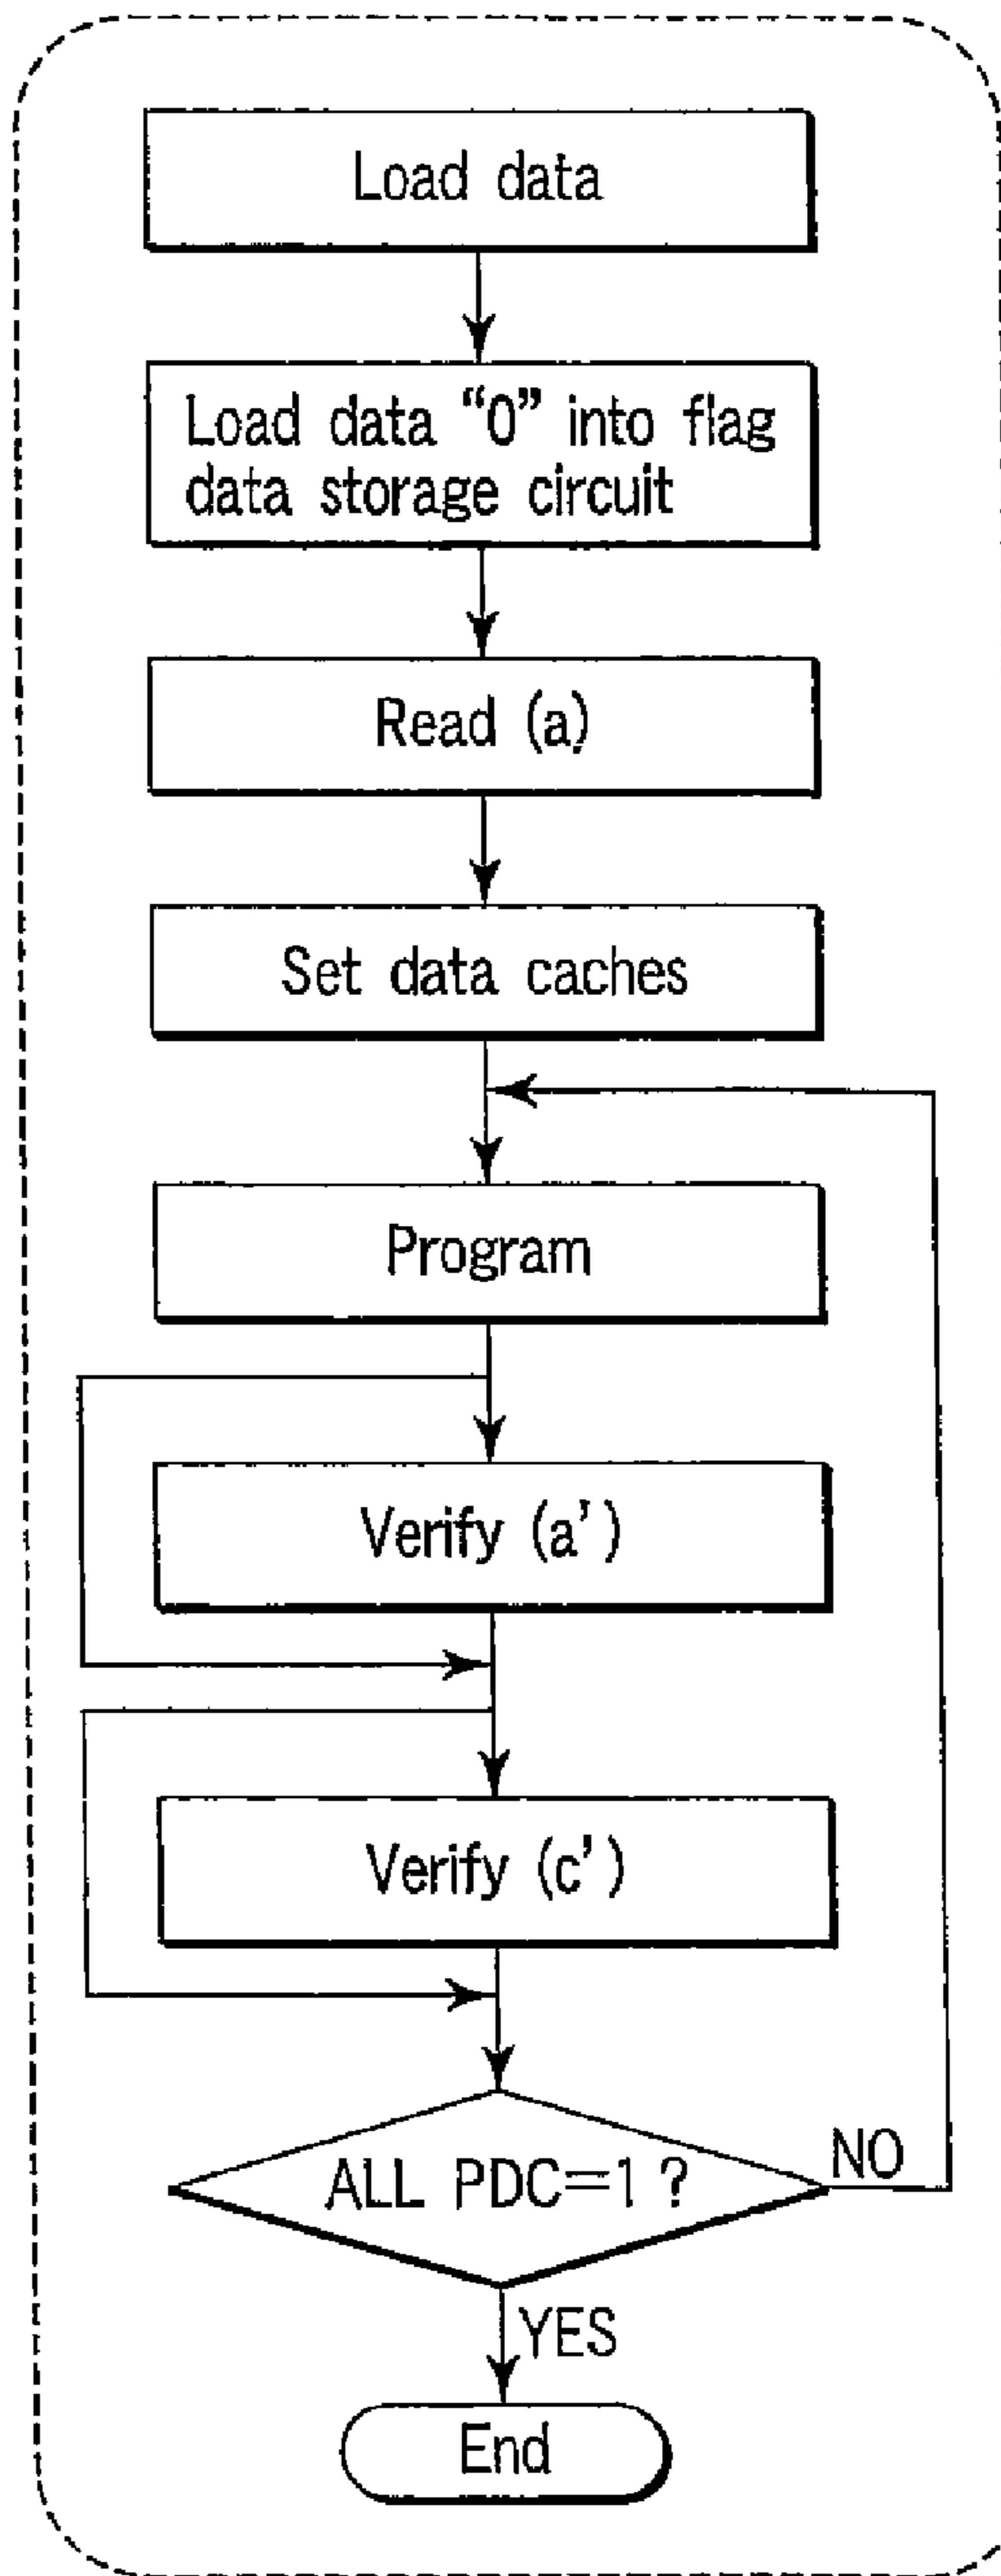 Load data
Load data “0” into flag
data storage circuit
Read (a)
Set data caches
Program
Verify (a’)
Verify (c’)
ALL PDC=1 ?
NO
YES
End